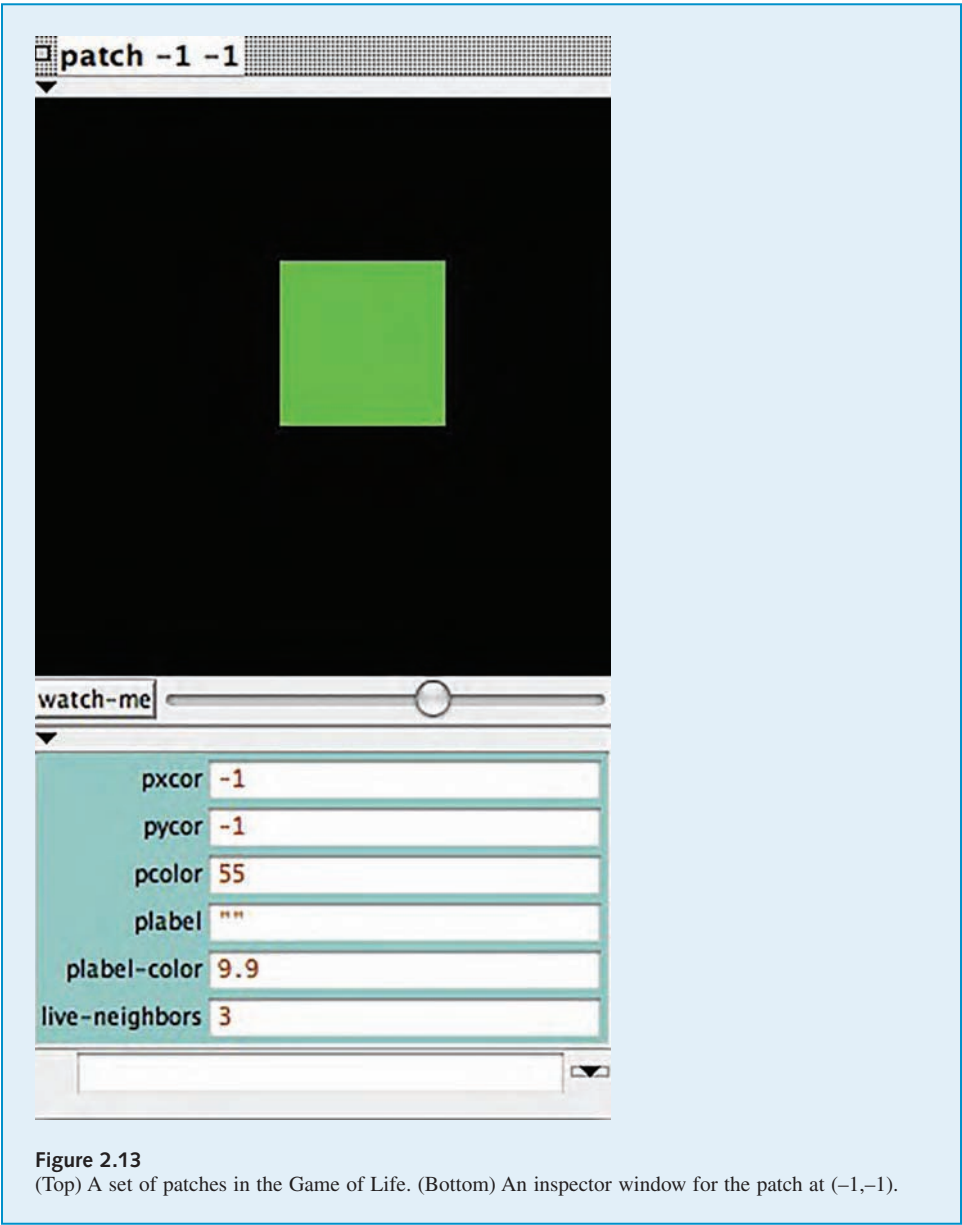 patch –1 –1
watch-me
pxcor -1
pycor -1
pcolor 55
plabel ""
plabel-color 9.9
live-neighbors 3
Figure 2.13
(Top) A set of patches in the Game of Life. (Bottom) An inspector window for the patch at (–1,–1).